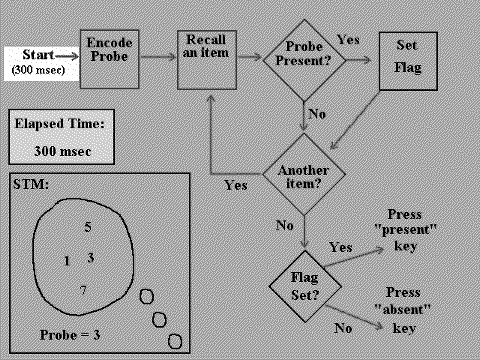 Start
(300 msec)
Encode
Probe
Recall
an item
Probe
Present?
Yes
Set
Flag
No
Elapsed Time:
300 msec
Another
item?
Yes
STM:
5
1 3
7
Probe = 3
No
Flag
Set?
Yes
Press
"present"
key
No
Press
"absent"
key